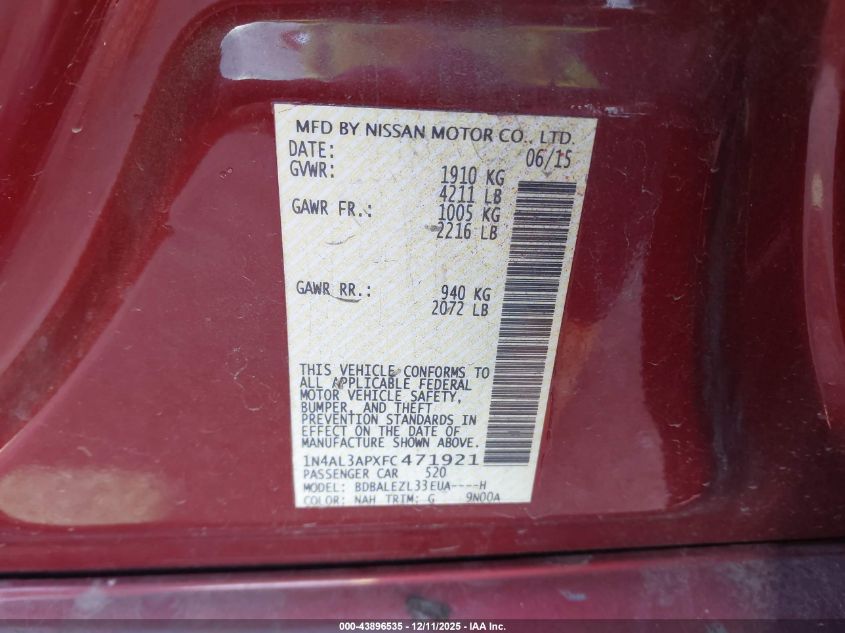 MFD BY NISSAN MOTOR CO., LTD.
DATE: 06/15
GVWR: 1910 KG
4211 LB
GAWR FR.: 1005 KG
2216 LB
GAWR RR.: 940 KG
2072 LB
THIS VEHICLE CONFORMS TO
ALL APPLICABLE FEDERAL
MOTOR VEHICLE SAFETY,
BUMPER, AND THEFT
PREVENTION STANDARDS IN
EFFECT ON THE DATE OF
MANUFACTURE SHOWN ABOVE.
1N4AL3APXFC471921
PASSENGER CAR 520
MODEL: BDBALEZL33EUA----H
COLOR: NAH TRIM: G 9N00A
000-43896535 - 12/11/2025 - IAA Inc.